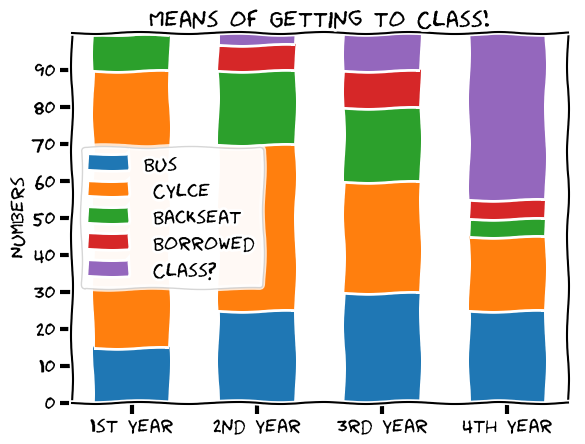 MEANS OF GETTING TO CLASS!
NUMBERS
90
80
70
60
50
40
30
20
10
0
BUS
CYLCE
BACKSEAT
BORROWED
CLASS?
1ST YEAR
2ND YEAR
3RD YEAR
4TH YEAR